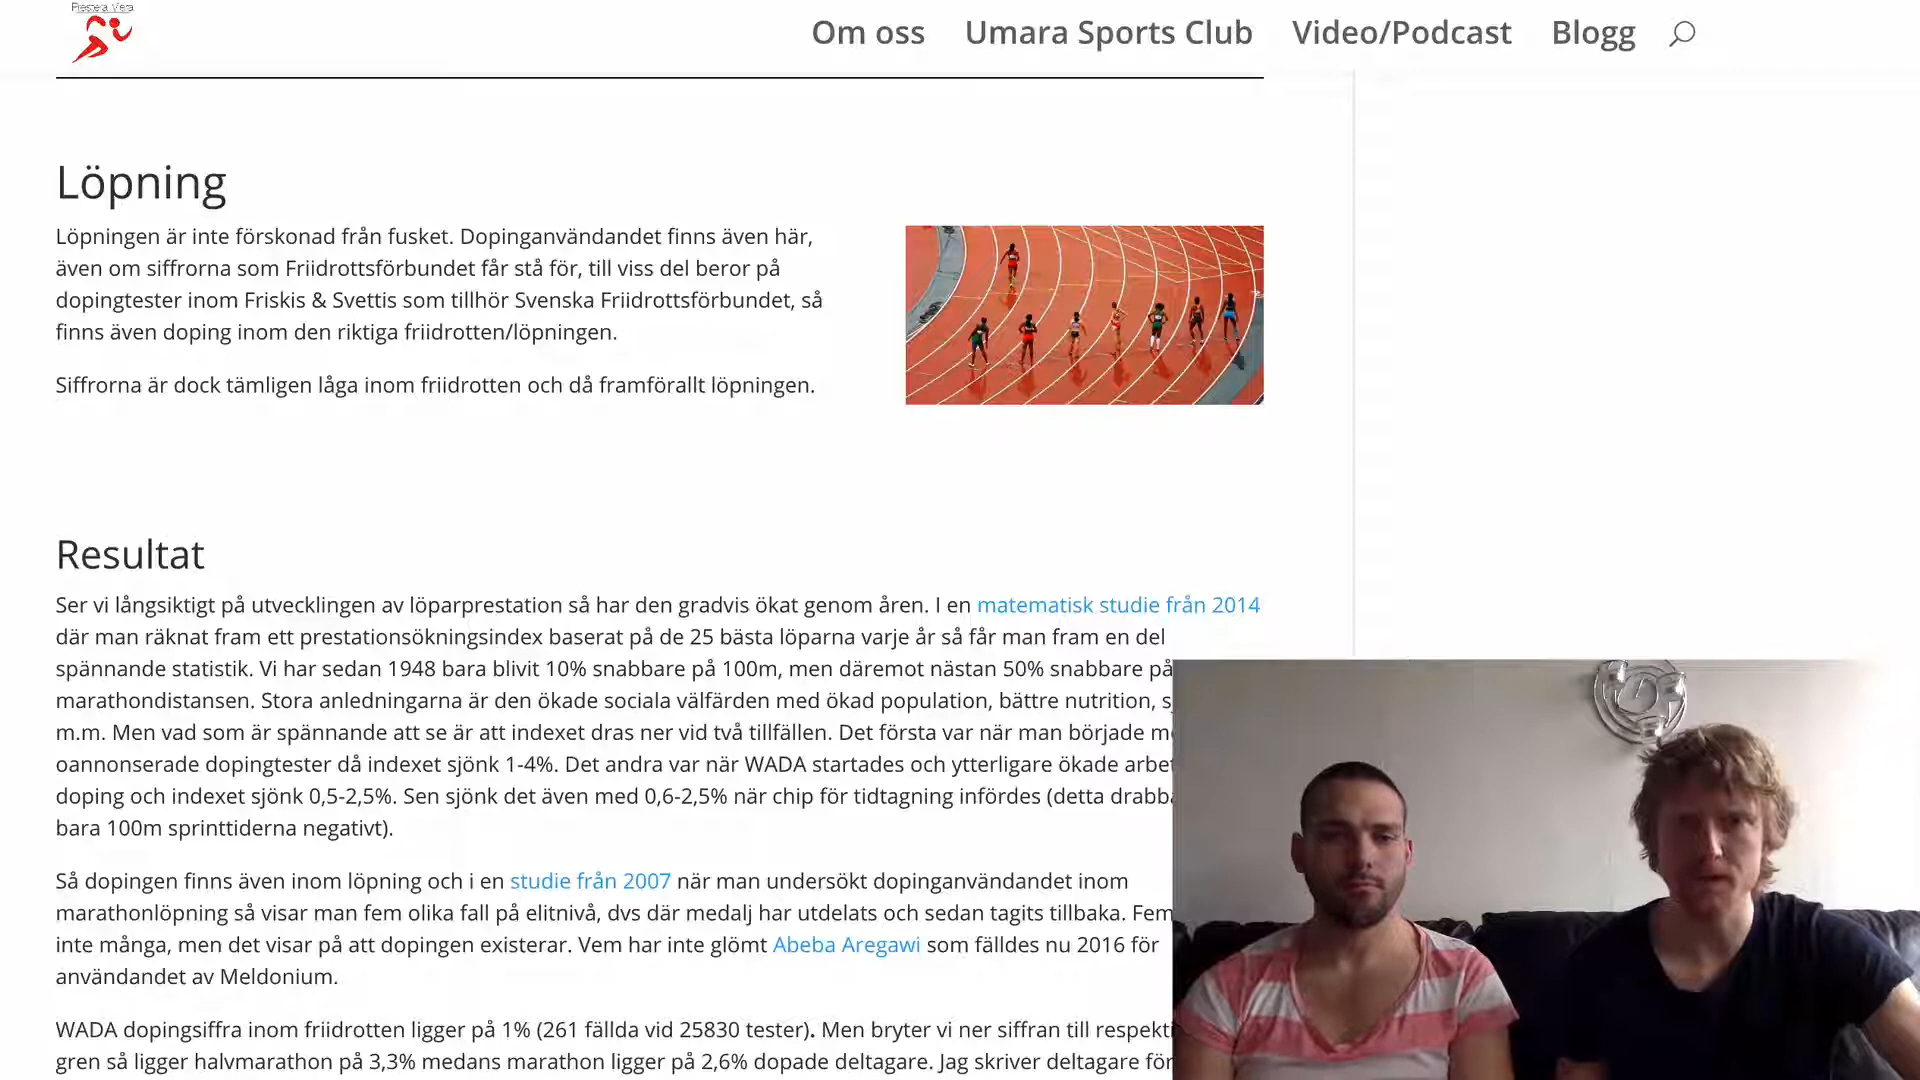 Prestera Mera
Om oss Umara Sports Club Video/Podcast Blogg
Löpning
Löpningen är inte förskonad från fusket. Dopinganvändandet finns även här,
även om siffrorna som Friidrottsförbundet får stå för, till viss del beror på
dopingtester inom Friskis & Svettis som tillhör Svenska Friidrottsförbundet, så
finns även doping inom den riktiga friidrotten/löpningen.
Siffrorna är dock tämligen låga inom friidrotten och då framförallt löpningen.
Resultat
Ser vi långsiktigt på utvecklingen av löparprestation så har den gradvis ökat genom åren. I en matematisk studie från 2014
där man räknat fram ett prestationsökningsindex baserat på de 25 bästa löparna varje år så får man fram en del
spännande statistik. Vi har sedan 1948 bara blivit 10% snabbare på 100m, men däremot nästan 50% snabbare på
marathondistansen. Stora anledningarna är den ökade sociala välfärden med ökad population, bättre nutrition,
m.m. Men vad som är spännande att se är att indexet dras ner vid två tillfällen. Det första var när man började
oannonserade dopingtester då indexet sjönk 1-4%. Det andra var när WADA startades och ytterligare ökade
doping och indexet sjönk 0,5-2,5%. Sen sjönk det även med 0,6-2,5% när chip för tidtagning infördes (detta
bara 100m sprinttiderna negativt).
Så dopingen finns även inom löpning och i en studie från 2007 när man undersökt dopinganvändandet inom
marathonlöpning så visar man fem olika fall på elitnivå, dvs där medalj har utdelats och sedan tagits tillbaka. Fem
inte många, men det visar på att dopingen existerar. Vem har inte glömt Abeba Aregawi som fälldes nu 2016 för
användandet av Meldonium.
WADA dopingsiffra inom friidrotten ligger på 1% (261 fällda vid 25830 tester). Men bryter vi ner siffran till
gren så ligger halvmarathon på 3,3% medans marathon ligger på 2,6% dopade deltagare. Jag skriver deltagare för